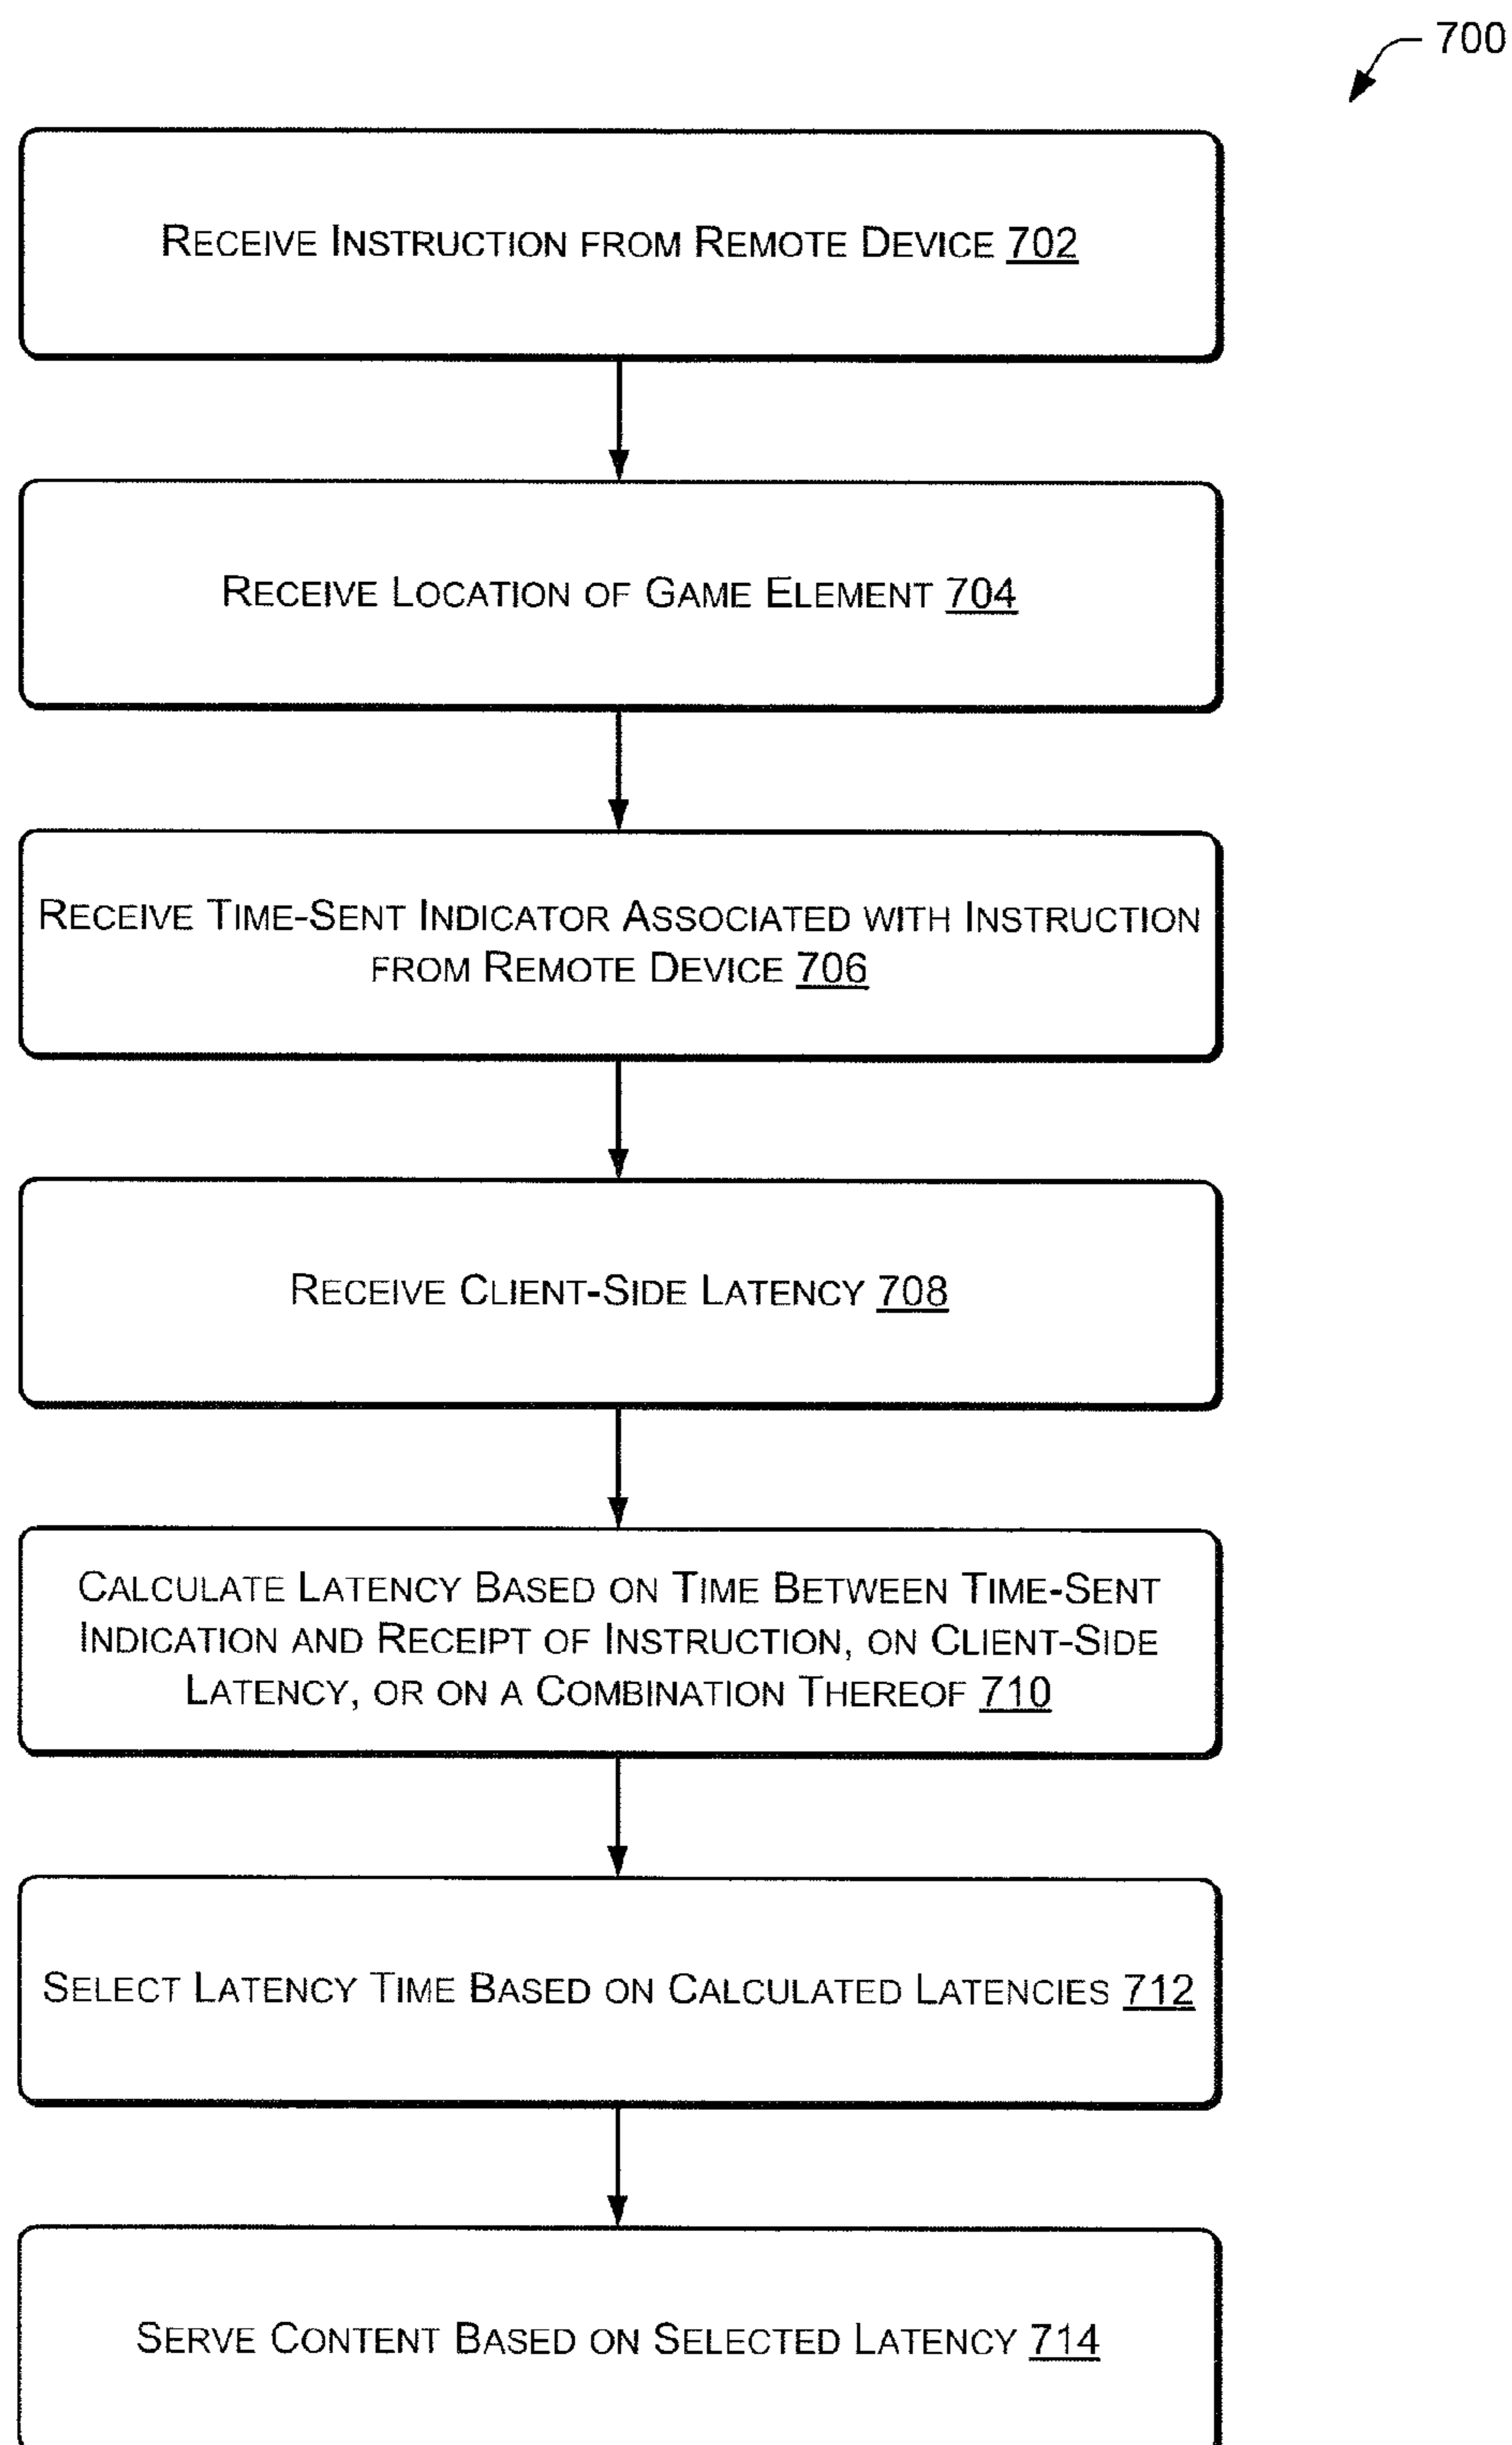 700
RECEIVE INSTRUCTION FROM REMOTE DEVICE 702
RECEIVE LOCATION OF GAME ELEMENT 704
RECEIVE TIME-SENT INDICATOR ASSOCIATED WITH INSTRUCTION
FROM REMOTE DEVICE 706
RECEIVE CLIENT-SIDE LATENCY 708
CALCULATE LATENCY BASED ON TIME BETWEEN TIME-SENT
INDICATION AND RECEIPT OF INSTRUCTION, ON CLIENT-SIDE
LATENCY, OR ON A COMBINATION THEREOF 710
SELECT LATENCY TIME BASED ON CALCULATED LATENCIES 712
SERVE CONTENT BASED ON SELECTED LATENCY 714